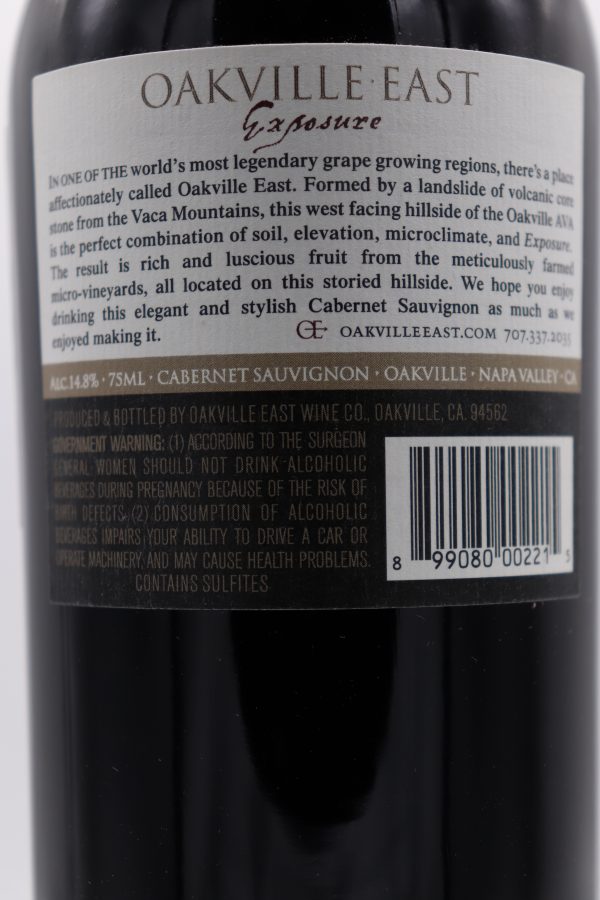 OAKVILLE·EAST
Exposure
IN ONE OF THE world's most legendary grape growing regions, there's a place
affectionately called Oakville East. Formed by a landslide of volcanic core
stone from the Vaca Mountains, this west facing hillside of the Oakville AVA
is the perfect combination of soil, elevation, microclimate, and Exposure.
The result is rich and luscious fruit from the meticulously farmed
micro-vineyards, all located on this storied hillside. We hope you enjoy
drinking this elegant and stylish Cabernet Sauvignon as much as we
enjoyed making it.
OE OAKVILLEEAST.COM 707.337.2035
ALC.14.8% · 75ML · CABERNET SAUVIGNON · OAKVILLE · NAPA VALLEY · CA
PRODUCED & BOTTLED BY OAKVILLE EAST WINE CO., OAKVILLE, CA. 94562
GOVERNMENT WARNING: (1) ACCORDING TO THE SURGEON
GENERAL WOMEN SHOULD NOT DRINK ALCOHOLIC
BEVERAGES DURING PREGNANCY BECAUSE OF THE RISK OF
BIRTH DEFECTS (2) CONSUMPTION OF ALCOHOLIC
BEVERAGES IMPAIRS YOUR ABILITY TO DRIVE A CAR OR
OPERATE MACHINERY, AND MAY CAUSE HEALTH PROBLEMS.
CONTAINS SULFITES
8 99080 00221 5